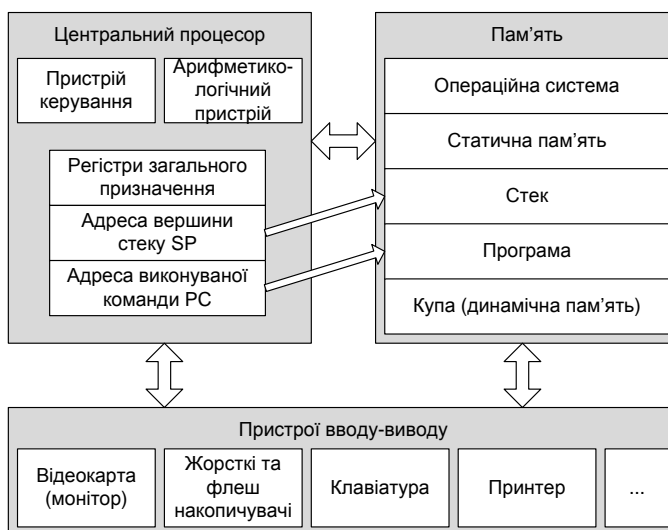 Центральний процесор
Пристрій
керування
Арифметико-
логічний
пристрій
Регістри загального
призначення
Адреса вершини
стеку SP
Адреса виконуваної
команди PC
Пам’ять
Операційна система
Статична пам’ять
Стек
Програма
Купа (динамічна пам’ять)
Пристрої вводу-виводу
Відеокарта
(монітор)
Жорсткі та
флеш
накопичувачі
Клавіатура
Принтер
...